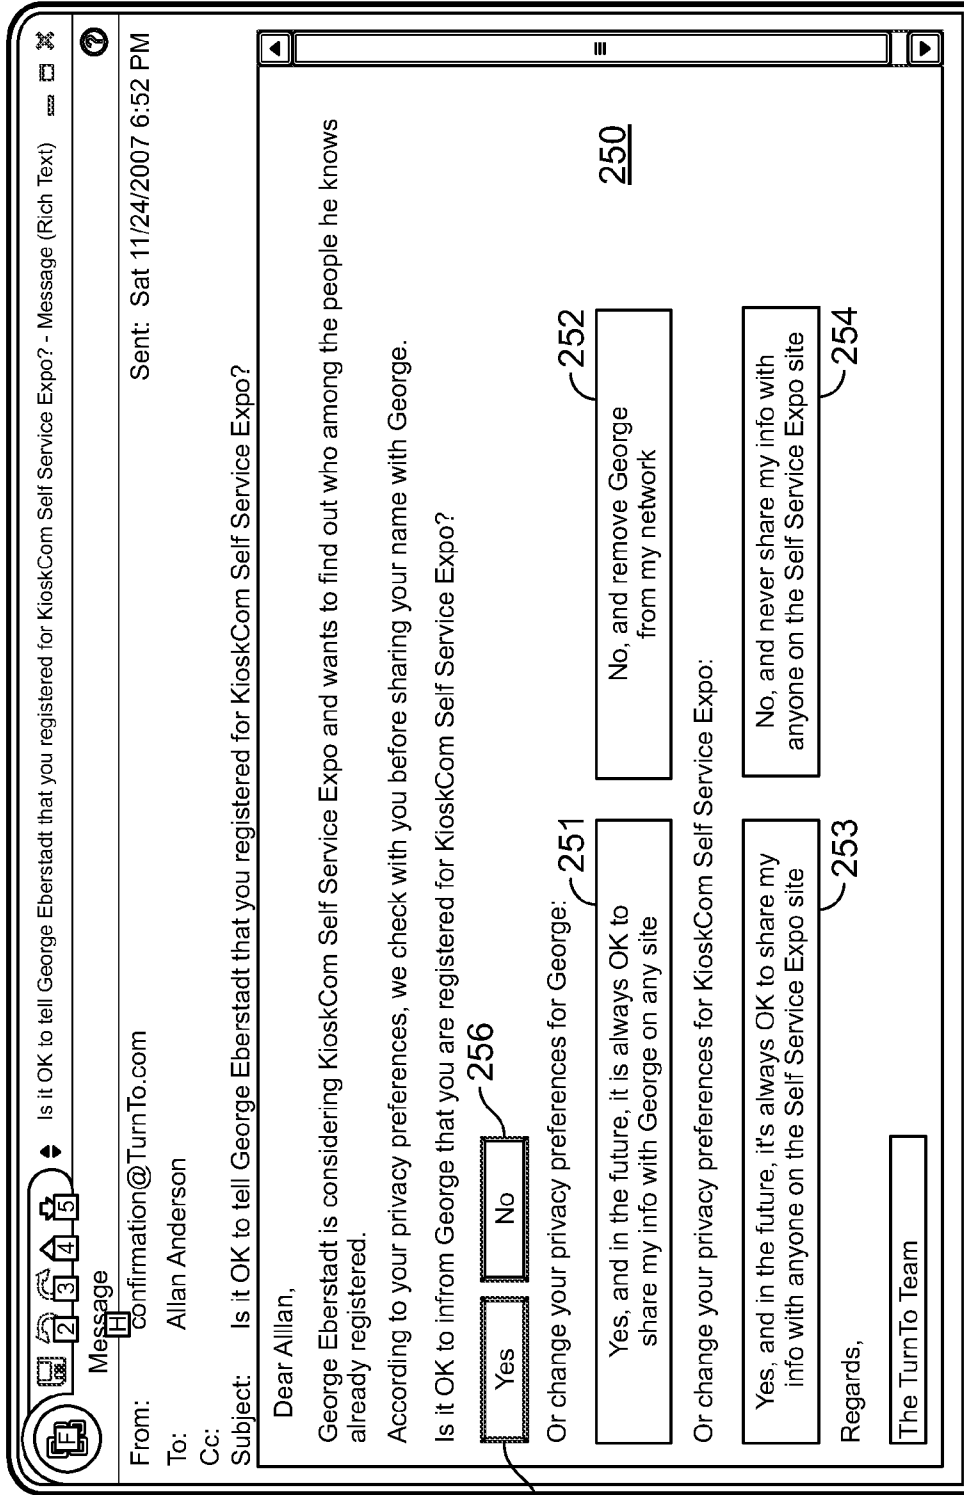 Is it OK to tell George Eberstadt that you registered for KioskCom Self Service Expo? - Message (Rich Text)
F
2 3 4 5
Message
H
?
From: confirmation@TurnTo.com Sent: Sat 11/24/2007 6:52 PM
To: Allan Anderson
Cc:
Subject: Is it OK to tell George Eberstadt that you registered for KioskCom Self Service Expo?
Dear Alllan,
George Eberstadt is considering KioskCom Self Service Expo and wants to find out who among the people he knows
already registered.
According to your privacy preferences, we check with you before sharing your name with George.
Is it OK to infrom George that you are registered for KioskCom Self Service Expo?
Yes No 256
250
Or change your privacy preferences for George:
251 252
Yes, and in the future, it is always OK to
share my info with George on any site
No, and remove George
from my network
Or change your privacy preferences for KioskCom Self Service Expo:
Yes, and in the future, it's always OK to share my
info with anyone on the Self Service Expo site
No, and never share my info with
anyone on the Self Service Expo site
253 254
Regards,
The TurnTo Team